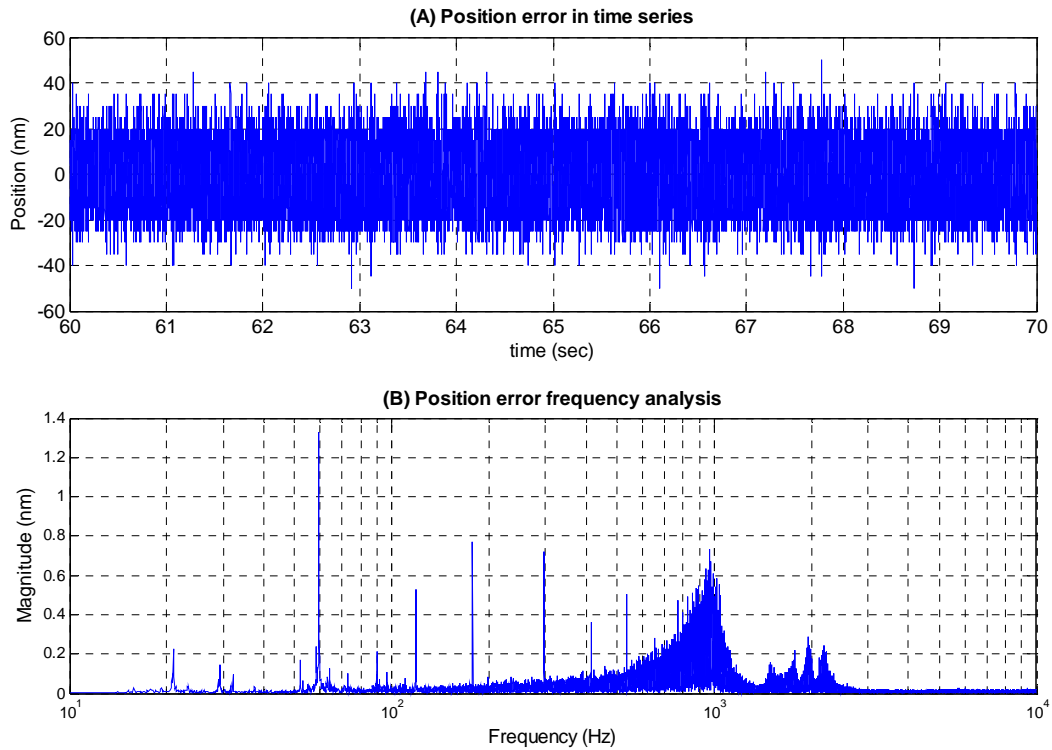 (A) Position error in time series
60
40
20
0
-20
-40
-60
Position (nm)
60 61 62 63 64 65 66 67 68 69 70
time (sec)
(B) Position error frequency analysis
1.4
1.2
1
0.8
0.6
0.4
0.2
0
Magnitude (nm)
10^1 10^2 10^3 10^4
Frequency (Hz)